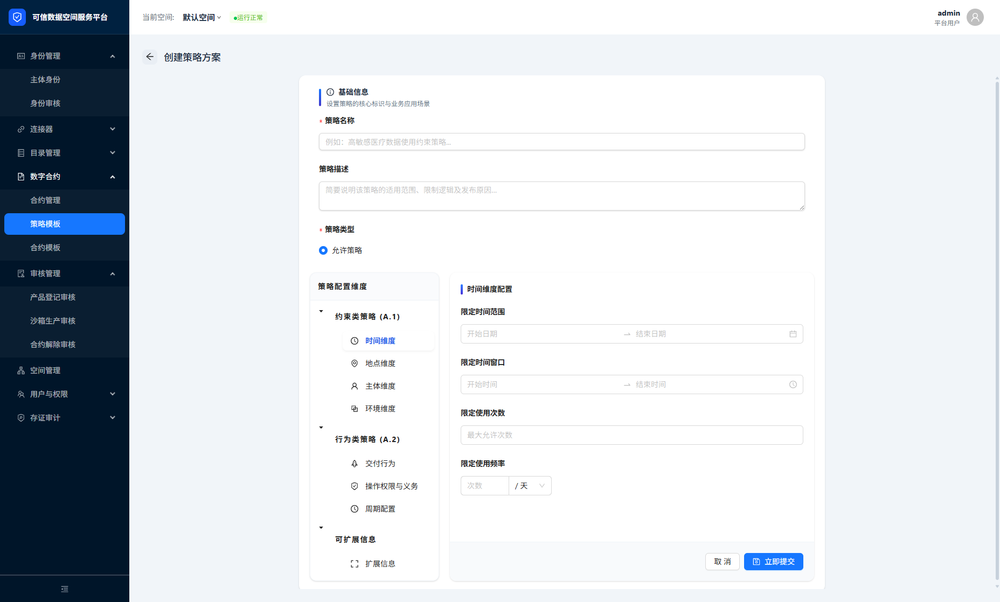 可信数据空间服务平台
当前空间: 默认空间 运行正常
admin
平台用户
身份管理
主体身份
身份审核
连接器
目录管理
数字合约
合约管理
策略模板
合约模板
审核管理
产品登记审核
沙箱生产审核
合约解除审核
空间管理
用户与权限
存证审计
创建策略方案
基础信息
设置策略的核心标识与业务应用场景
* 策略名称
例如：高敏感医疗数据使用约束策略...
策略描述
简要说明该策略的适用范围、限制逻辑及发布原因...
* 策略类型
允许策略
策略配置维度
约束类策略 (A.1)
时间维度
地点维度
主体维度
环境维度
行为类策略 (A.2)
交付行为
操作权限与义务
周期配置
可扩展信息
扩展信息
时间维度配置
限定时间范围
开始日期 结束日期
限定时间窗口
开始时间 结束时间
限定使用次数
最大允许次数
限定使用频率
次数 / 天
取 消 立即提交